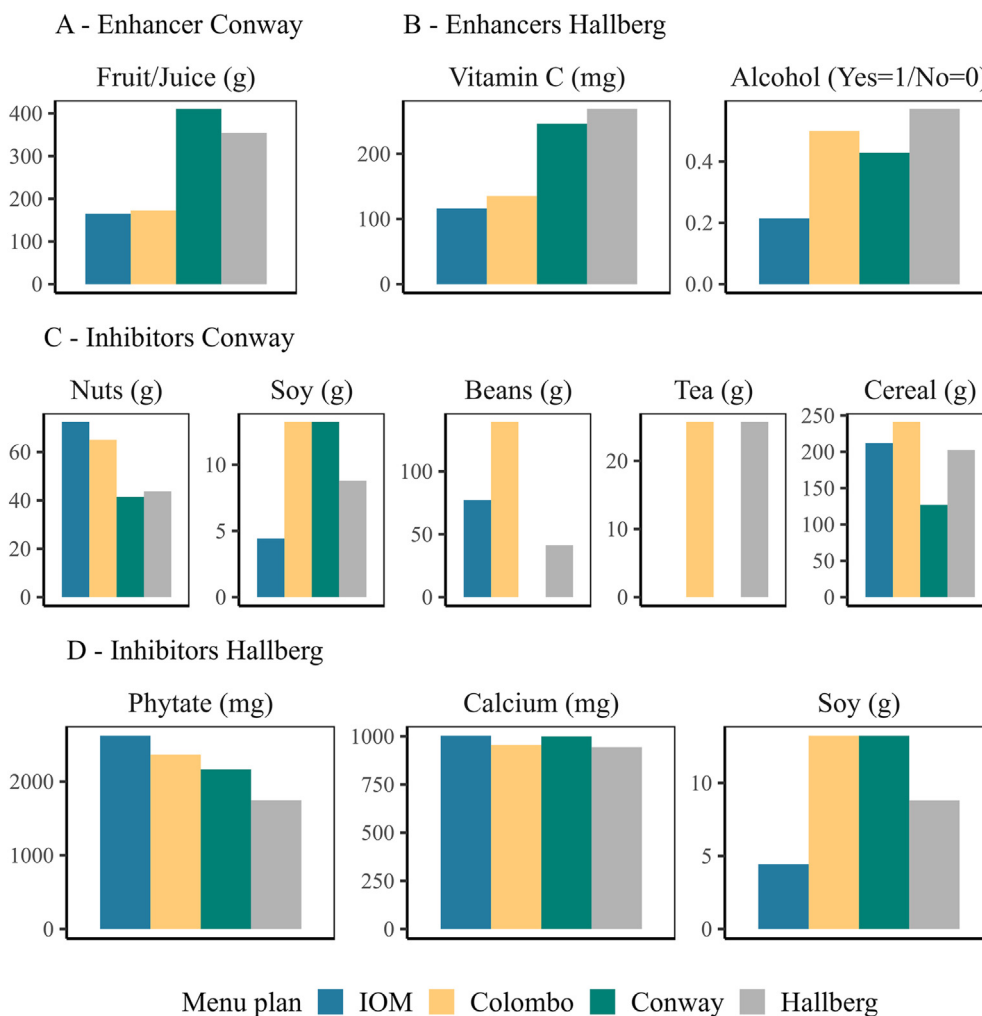 A - Enhancer Conway
B - Enhancers Hallberg
Fruit/Juice (g)
Vitamin C (mg)
Alcohol (Yes=1/No=0)
400
300
200
100
0
200
100
0
0.4
0.2
0.0
C - Inhibitors Conway
Nuts (g)
Soy (g)
Beans (g)
Tea (g)
Cereal (g)
60
40
20
0
10
5
0
100
50
0
20
10
0
250
200
150
100
50
0
D - Inhibitors Hallberg
Phytate (mg)
Calcium (mg)
Soy (g)
2000
1000
0
1000
750
500
250
0
10
5
0
Menu plan IOM Colombo Conway Hallberg